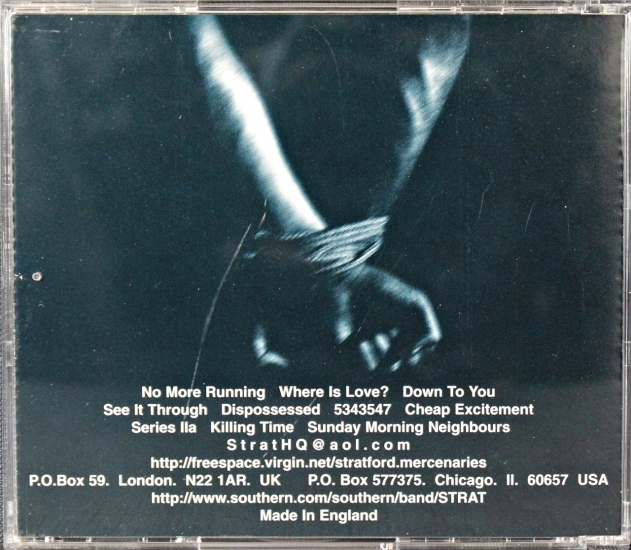 No More Running Where Is Love? Down To You
See It Through Dispossessed 5343547 Cheap Excitement
Series IIa Killing Time Sunday Morning Neighbours
StratHQ@aol.com
http://freespace.virgin.net/stratford.mercenaries
P.O.Box 59. London. N22 1AR. UK P.O. Box 577375. Chicago. Il. 60657 USA
http://www.southern.com/southern/band/STRAT
Made In England